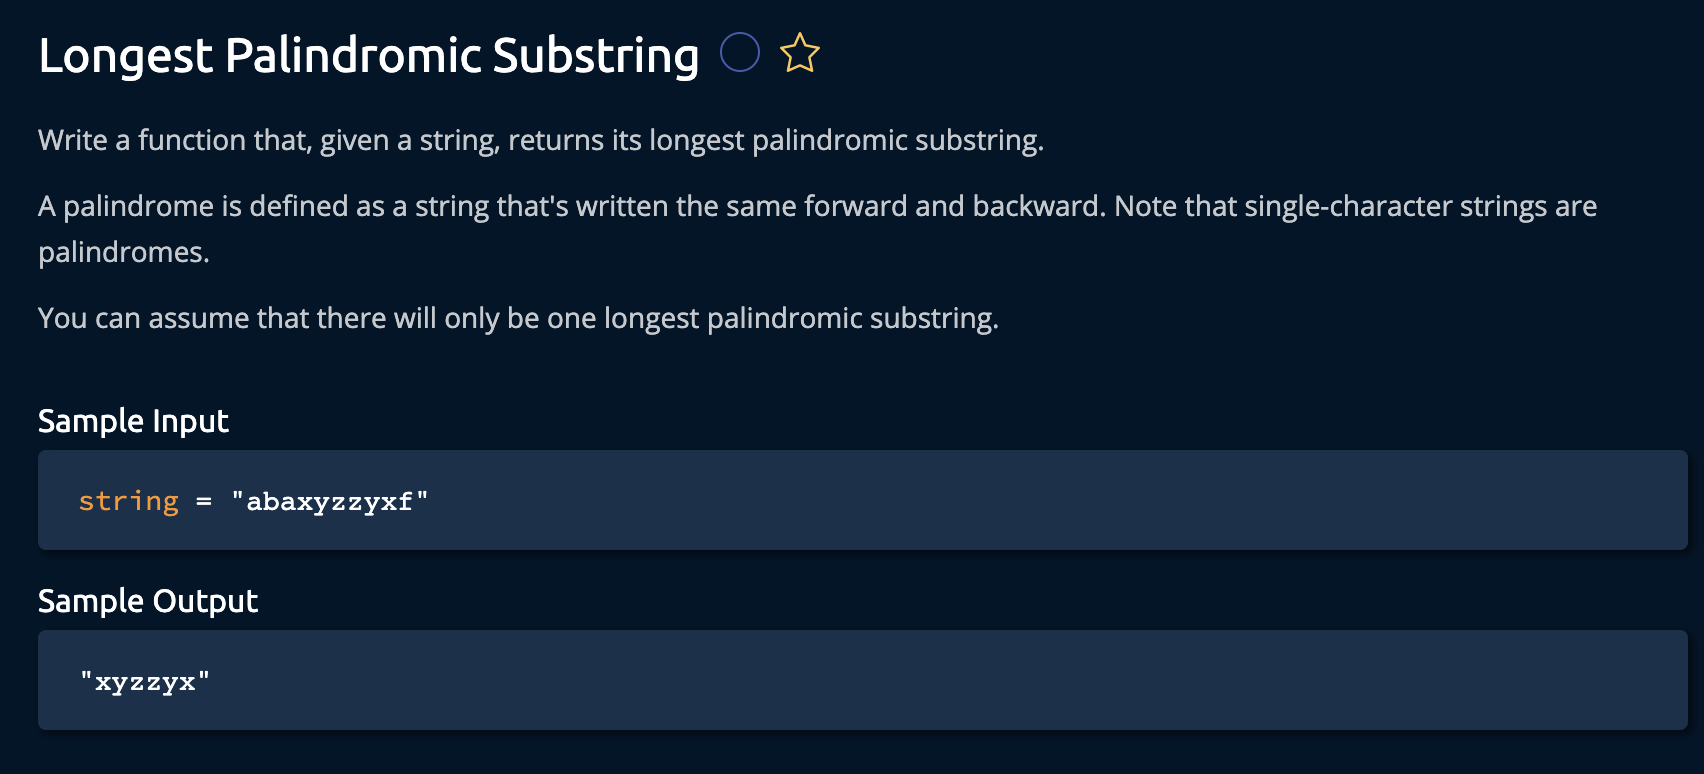 Longest Palindromic Substring
Write a function that, given a string, returns its longest palindromic substring.
A palindrome is defined as a string that's written the same forward and backward. Note that single-character strings are
palindromes.
You can assume that there will only be one longest palindromic substring.
Sample Input
string = "abaxyzzyxf"
Sample Output
"xyzzyx"